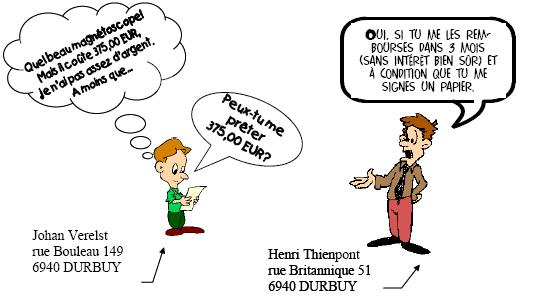 Quel beau magnétoscope!
Mais il coûte 375,00 EUR,
je n'ai pas assez d'argent.
A moins que...
Peux-tu me
prêter
375,00 EUR?
OUI, SI TU ME LES REM-
BOURSES DANS 3 MOIS
(SANS INTÉRÊT BIEN SÛR) ET
À CONDITION QUE TU ME
SIGNES UN PAPIER.
Johan Verelst
rue Bouleau 149
6940 DURBUY
Henri Thienpont
rue Britannique 51
6940 DURBUY